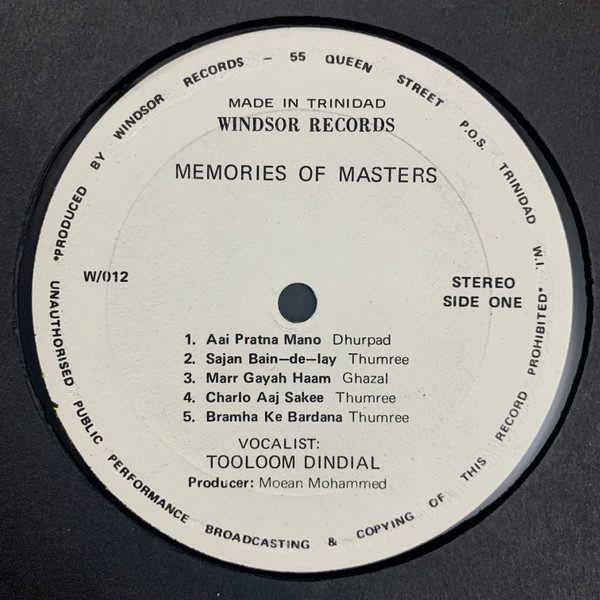 *PRODUCED BY WINDSOR RECORDS – 55 QUEEN STREET P.O.S. TRINIDAD W.I.
MADE IN TRINIDAD
WINDSOR RECORDS
MEMORIES OF MASTERS
W/012
STEREO
SIDE ONE
1. Aai Pratna Mano Dhurpad
2. Sajan Bain–de–lay Thumree
3. Marr Gayah Haam Ghazal
4. Charlo Aaj Sakee Thumree
5. Bramha Ke Bardana Thumree
VOCALIST:
TOOLOOM DINDIAL
Producer: Moean Mohammed
UNAUTHORISED PUBLIC PERFORMANCE BROADCASTING & COPYING OF THIS RECORD PROHIBITED*